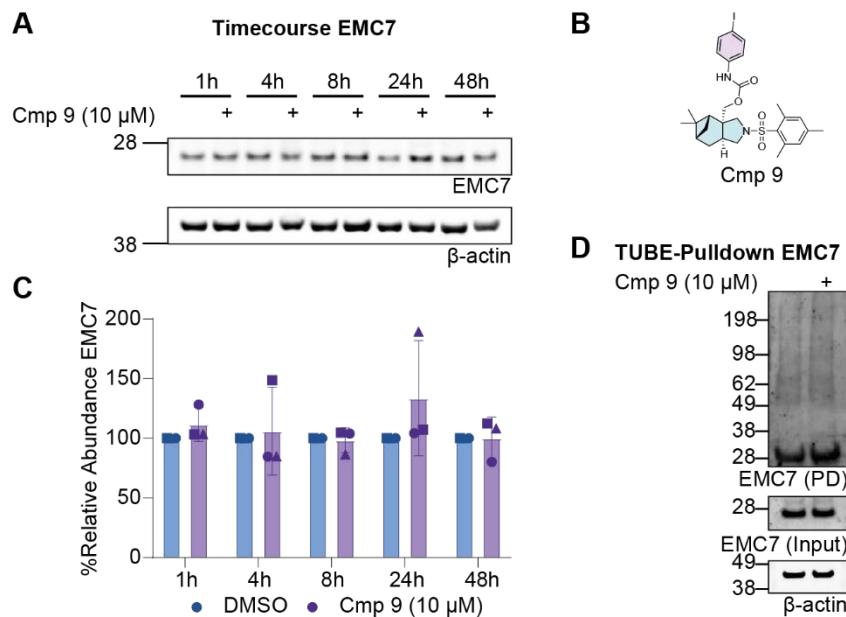 A
Timecourse EMC7
1h 4h 8h 24h 48h
Cmp 9 (10 µM) + + + + +
28
EMC7
38
β-actin
B
I
HN O
O
N S
O
O
H
Cmp 9
C
%Relative Abundance EMC7
200
150
100
50
0
1h 4h 8h 24h 48h
DMSO Cmp 9 (10 µM)
D TUBE-Pulldown EMC7
Cmp 9 (10 µM) +
198
98
62
49
38
28
EMC7 (PD)
28
EMC7 (Input)
49
38
β-actin